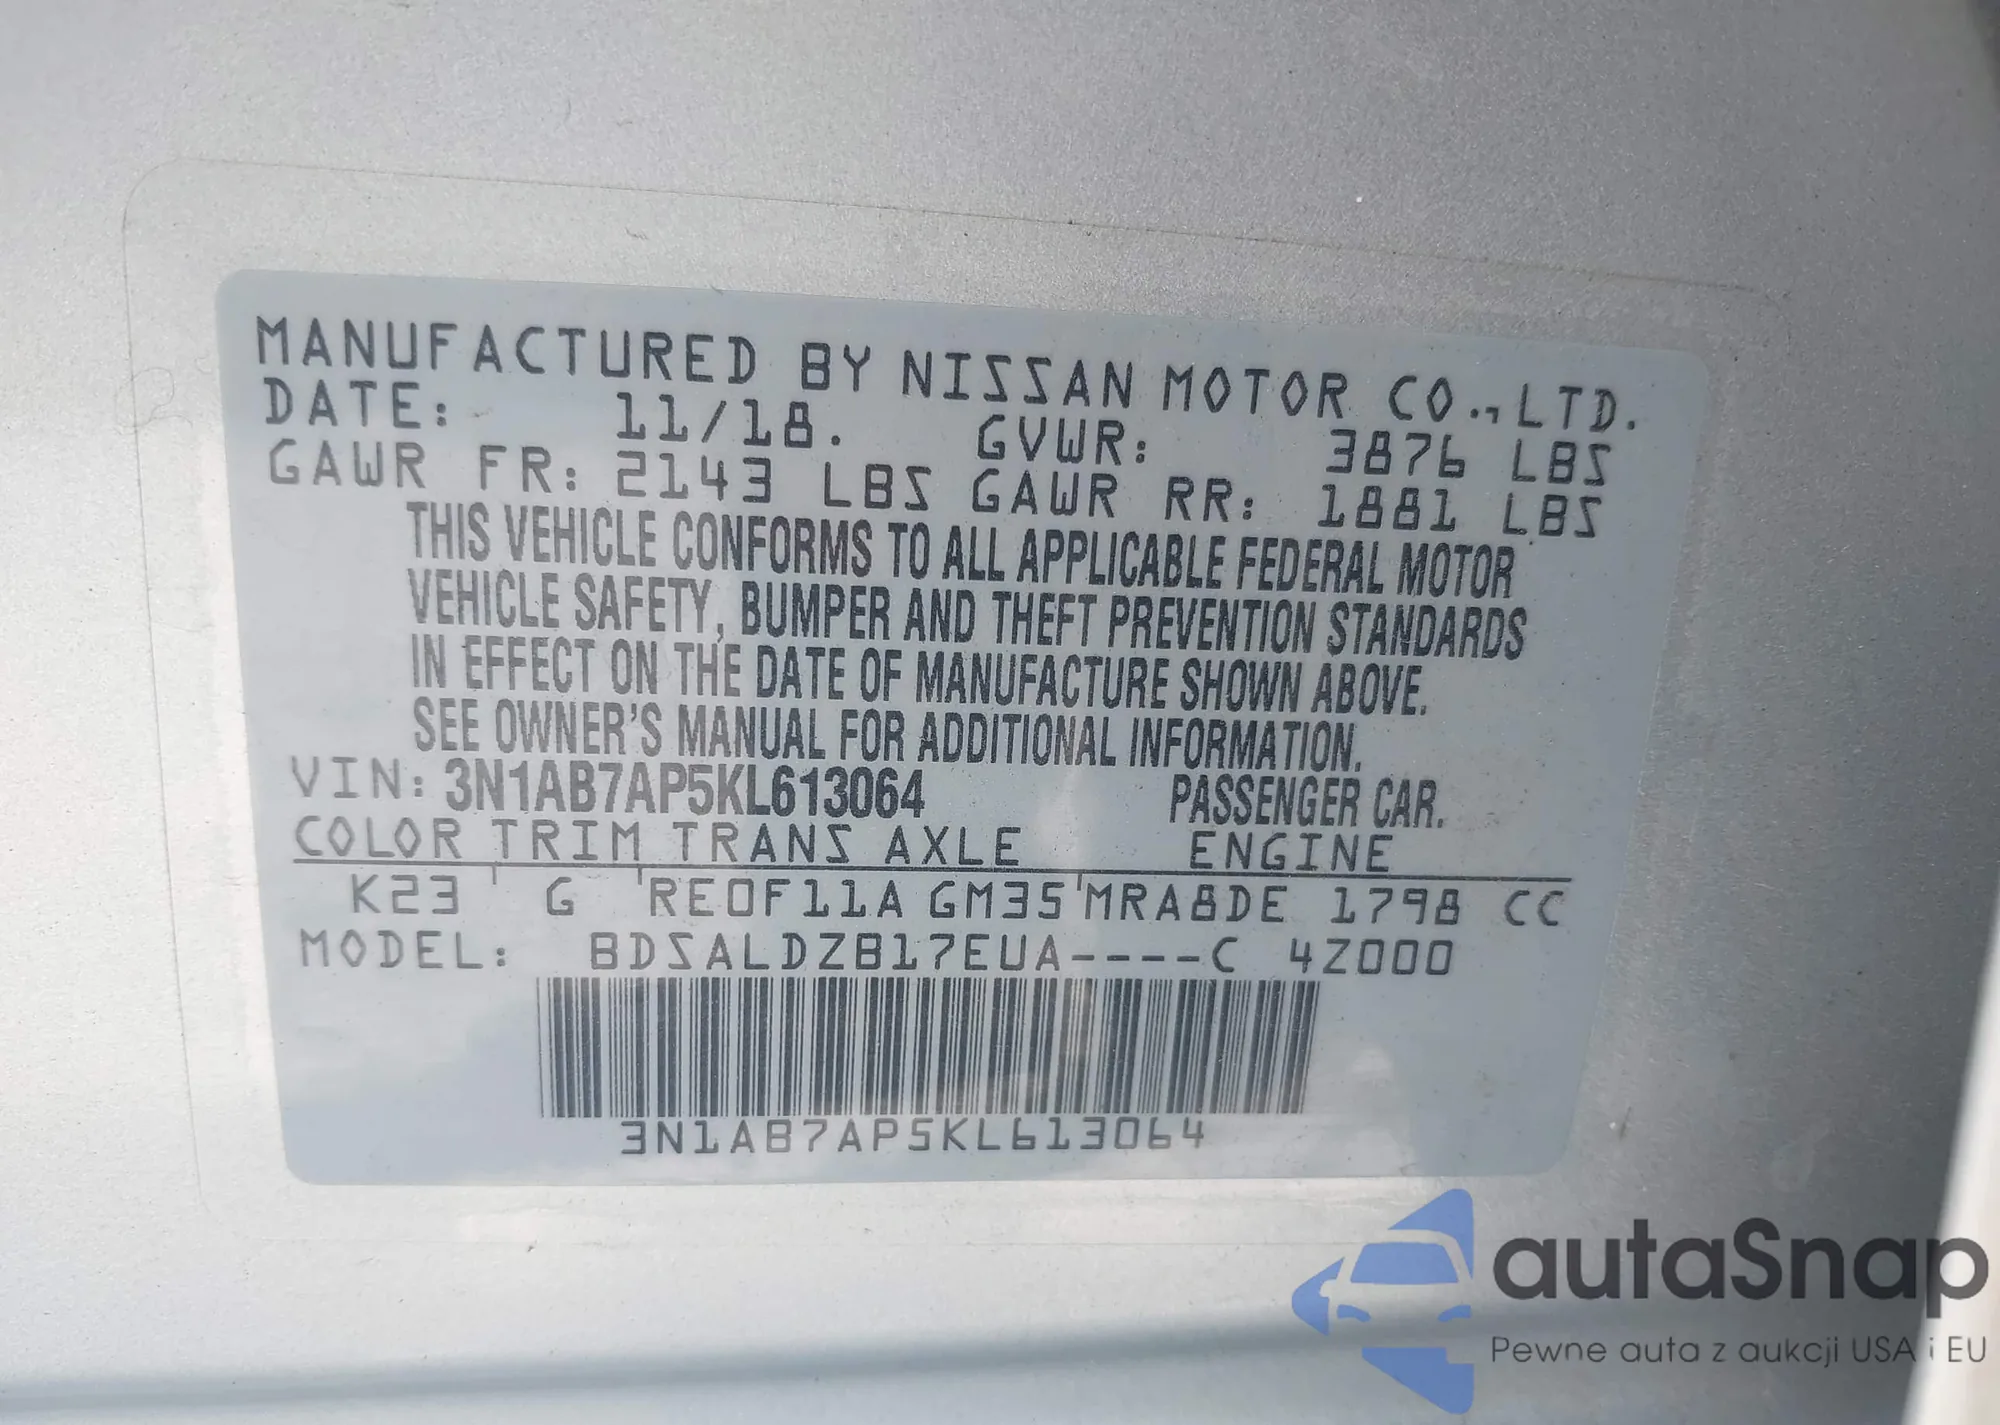 MANUFACTURED BY NISSAN MOTOR CO., LTD.
DATE: 11/18. GVWR: 3876 LBS
GAWR FR: 2143 LBS GAWR RR: 1881 LBS
THIS VEHICLE CONFORMS TO ALL APPLICABLE FEDERAL MOTOR
VEHICLE SAFETY, BUMPER AND THEFT PREVENTION STANDARDS
IN EFFECT ON THE DATE OF MANUFACTURE SHOWN ABOVE.
SEE OWNER'S MANUAL FOR ADDITIONAL INFORMATION.
VIN: 3N1AB7AP5KL613064 PASSENGER CAR.
COLOR TRIM TRANS AXLE ENGINE
K23 ' G 'RE0F11A GM35'MRA8DE 1798 CC
MODEL: BDSALDZB17EUA----C 4Z000
3N1AB7AP5KL613064
autaSnap
Pewne auta z aukcji USA i EU